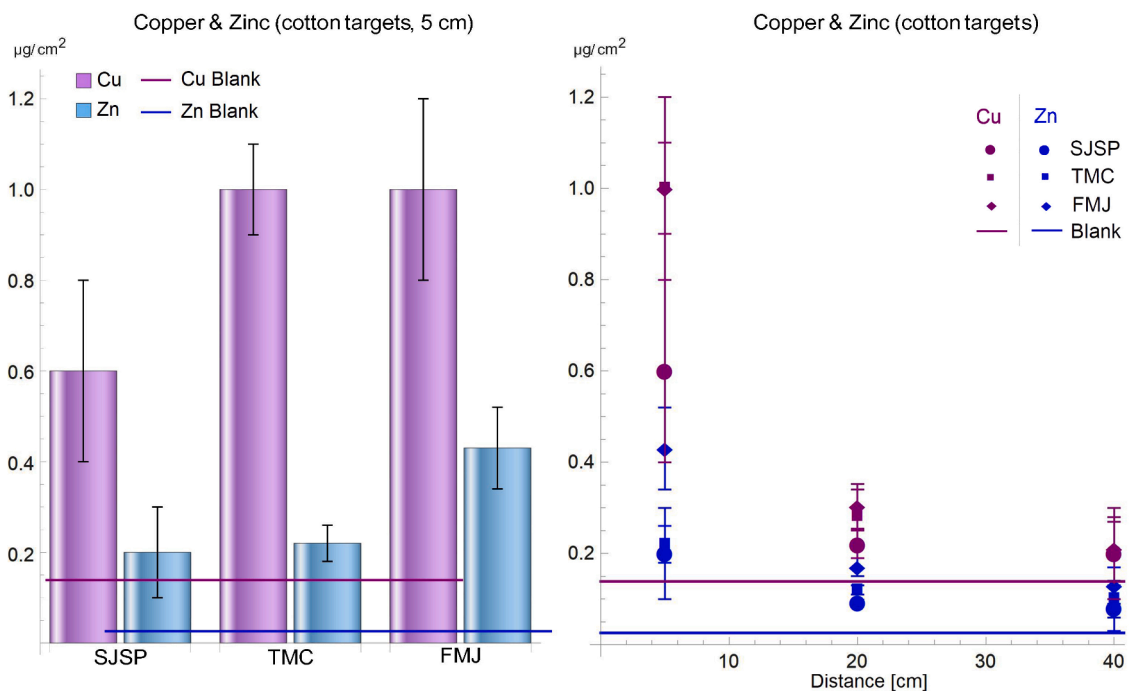 Copper & Zinc (cotton targets, 5 cm)
µg/cm²
Cu Cu Blank
Zn Zn Blank
1.2
1.0
0.8
0.6
0.4
0.2
SJSP TMC FMJ
Copper & Zinc (cotton targets)
µg/cm²
1.2
1.0
0.8
0.6
0.4
0.2
Cu Zn
SJSP
TMC
FMJ
Blank
10 20 30 40
Distance [cm]